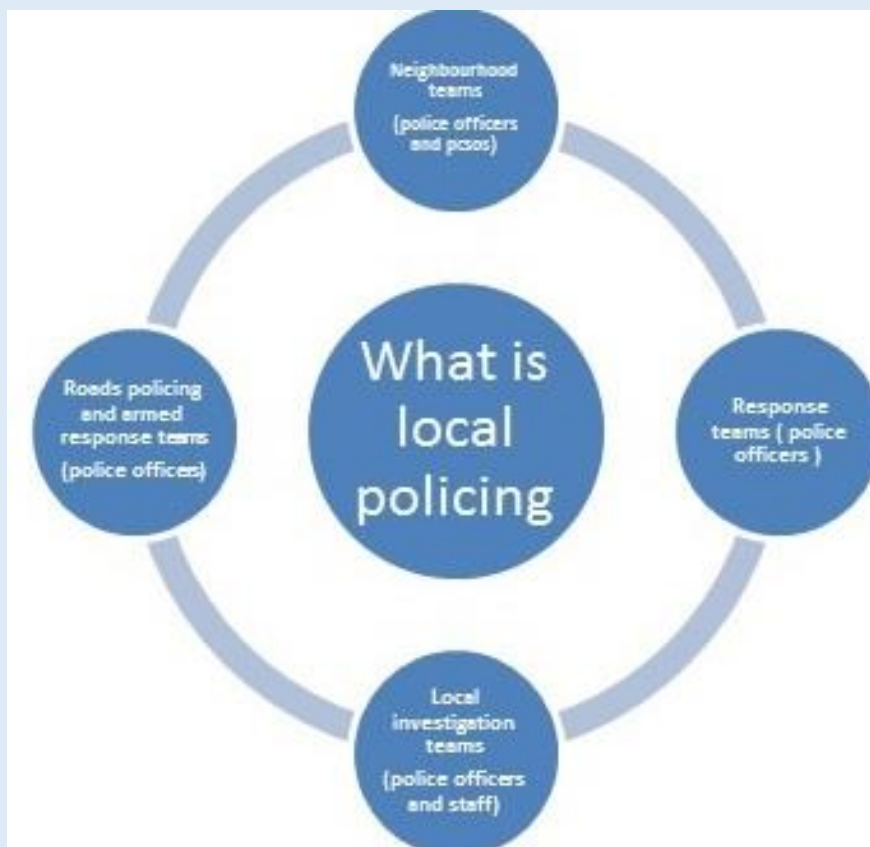 Neighbourhood
teams
(police officers
and pcsos)
What is
local
policing
Roads policing
and armed
response teams
(police officers)
Response
teams ( police
officers )
Local
investigation
teams
(police officers
and staff)